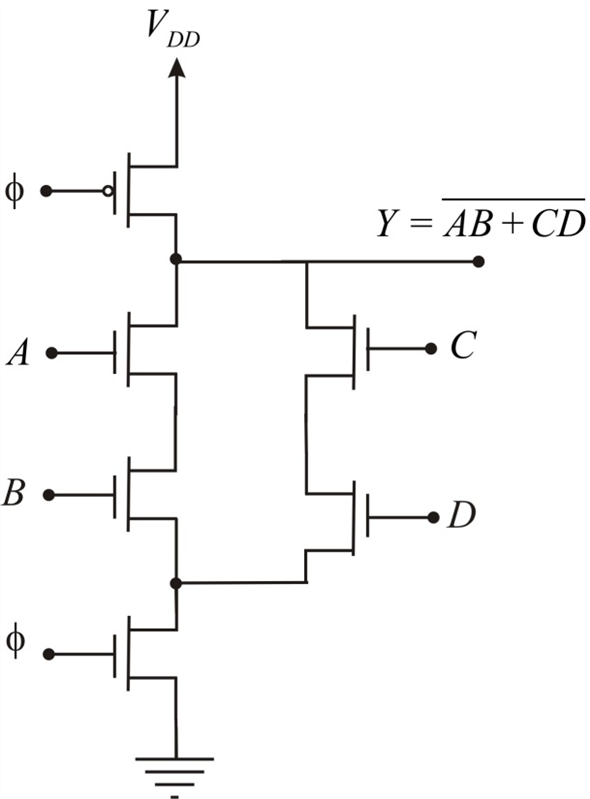 V_DD
ϕ
Y = \overline{AB + CD}
A
C
B
D
ϕ